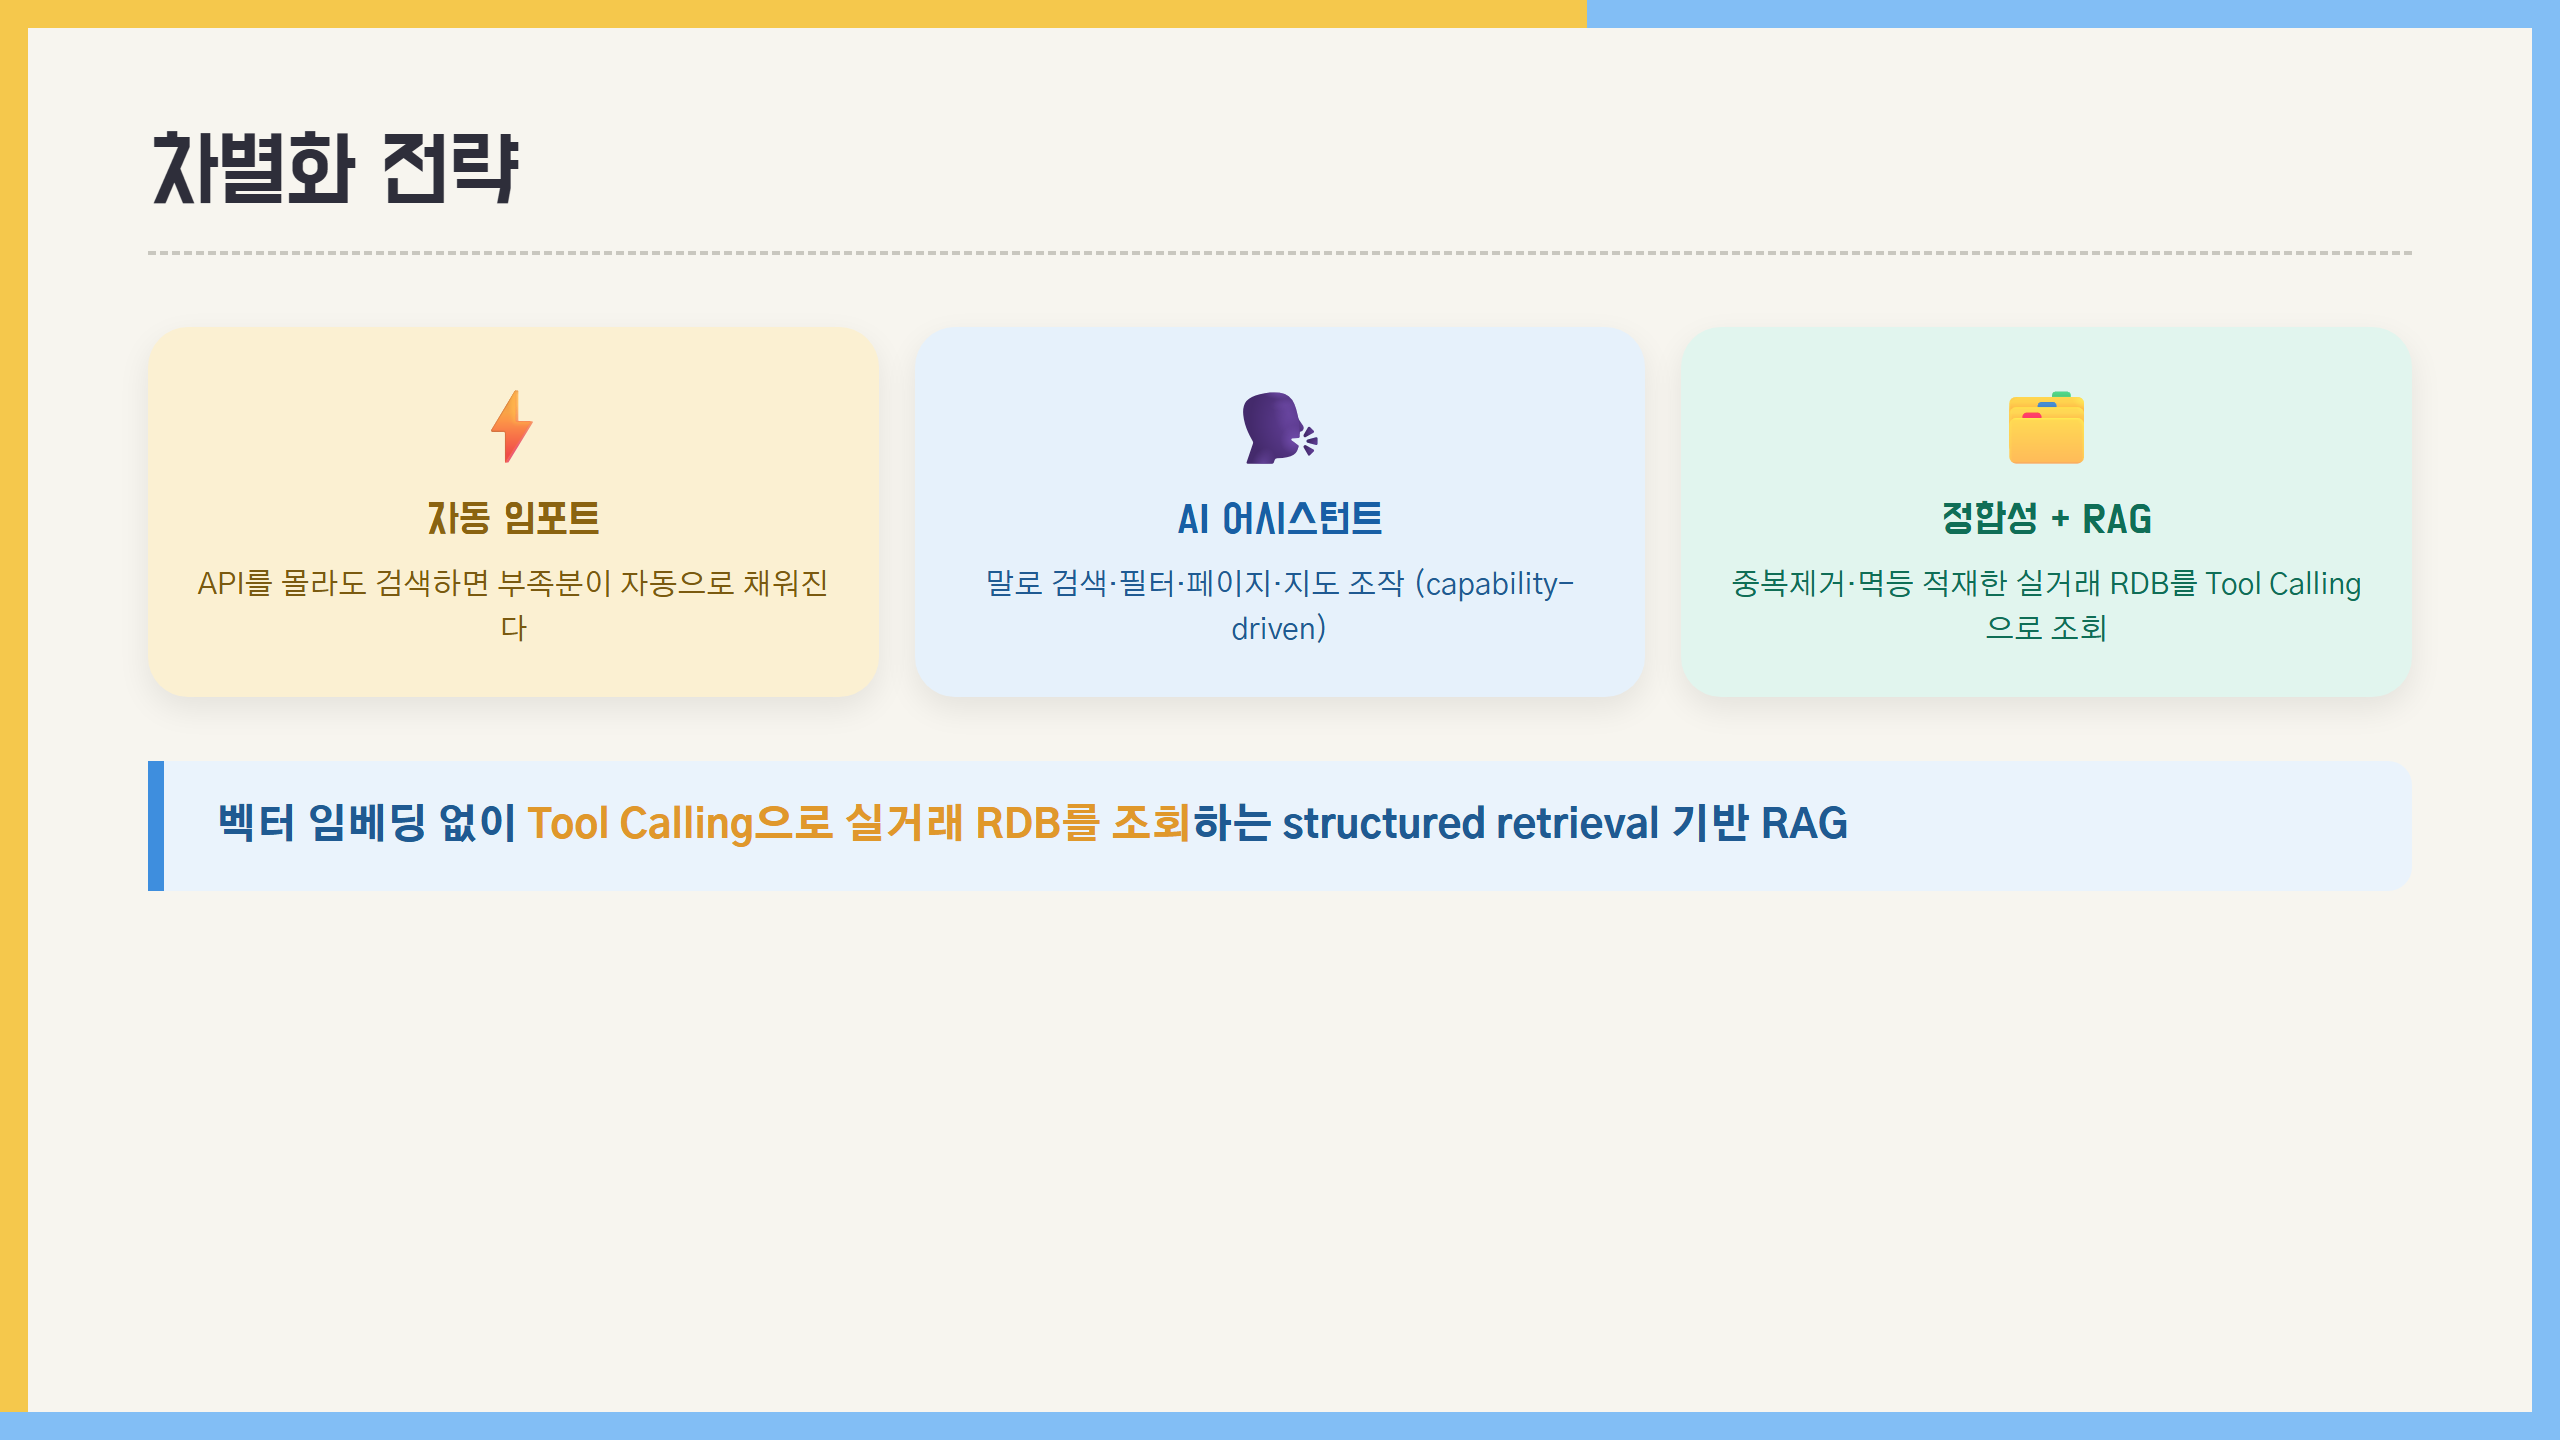 차별화 전략
자동 임포트
API를 몰라도 검색하면 부족분이 자동으로 채워진
다
AI 어시스턴트
말로 검색·필터·페이지·지도 조작 (capability-
driven)
정합성 + RAG
중복제거·멱등 적재한 실거래 RDB를 Tool Calling
으로 조회
벡터 임베딩 없이 Tool Calling으로 실거래 RDB를 조회하는 structured retrieval 기반 RAG